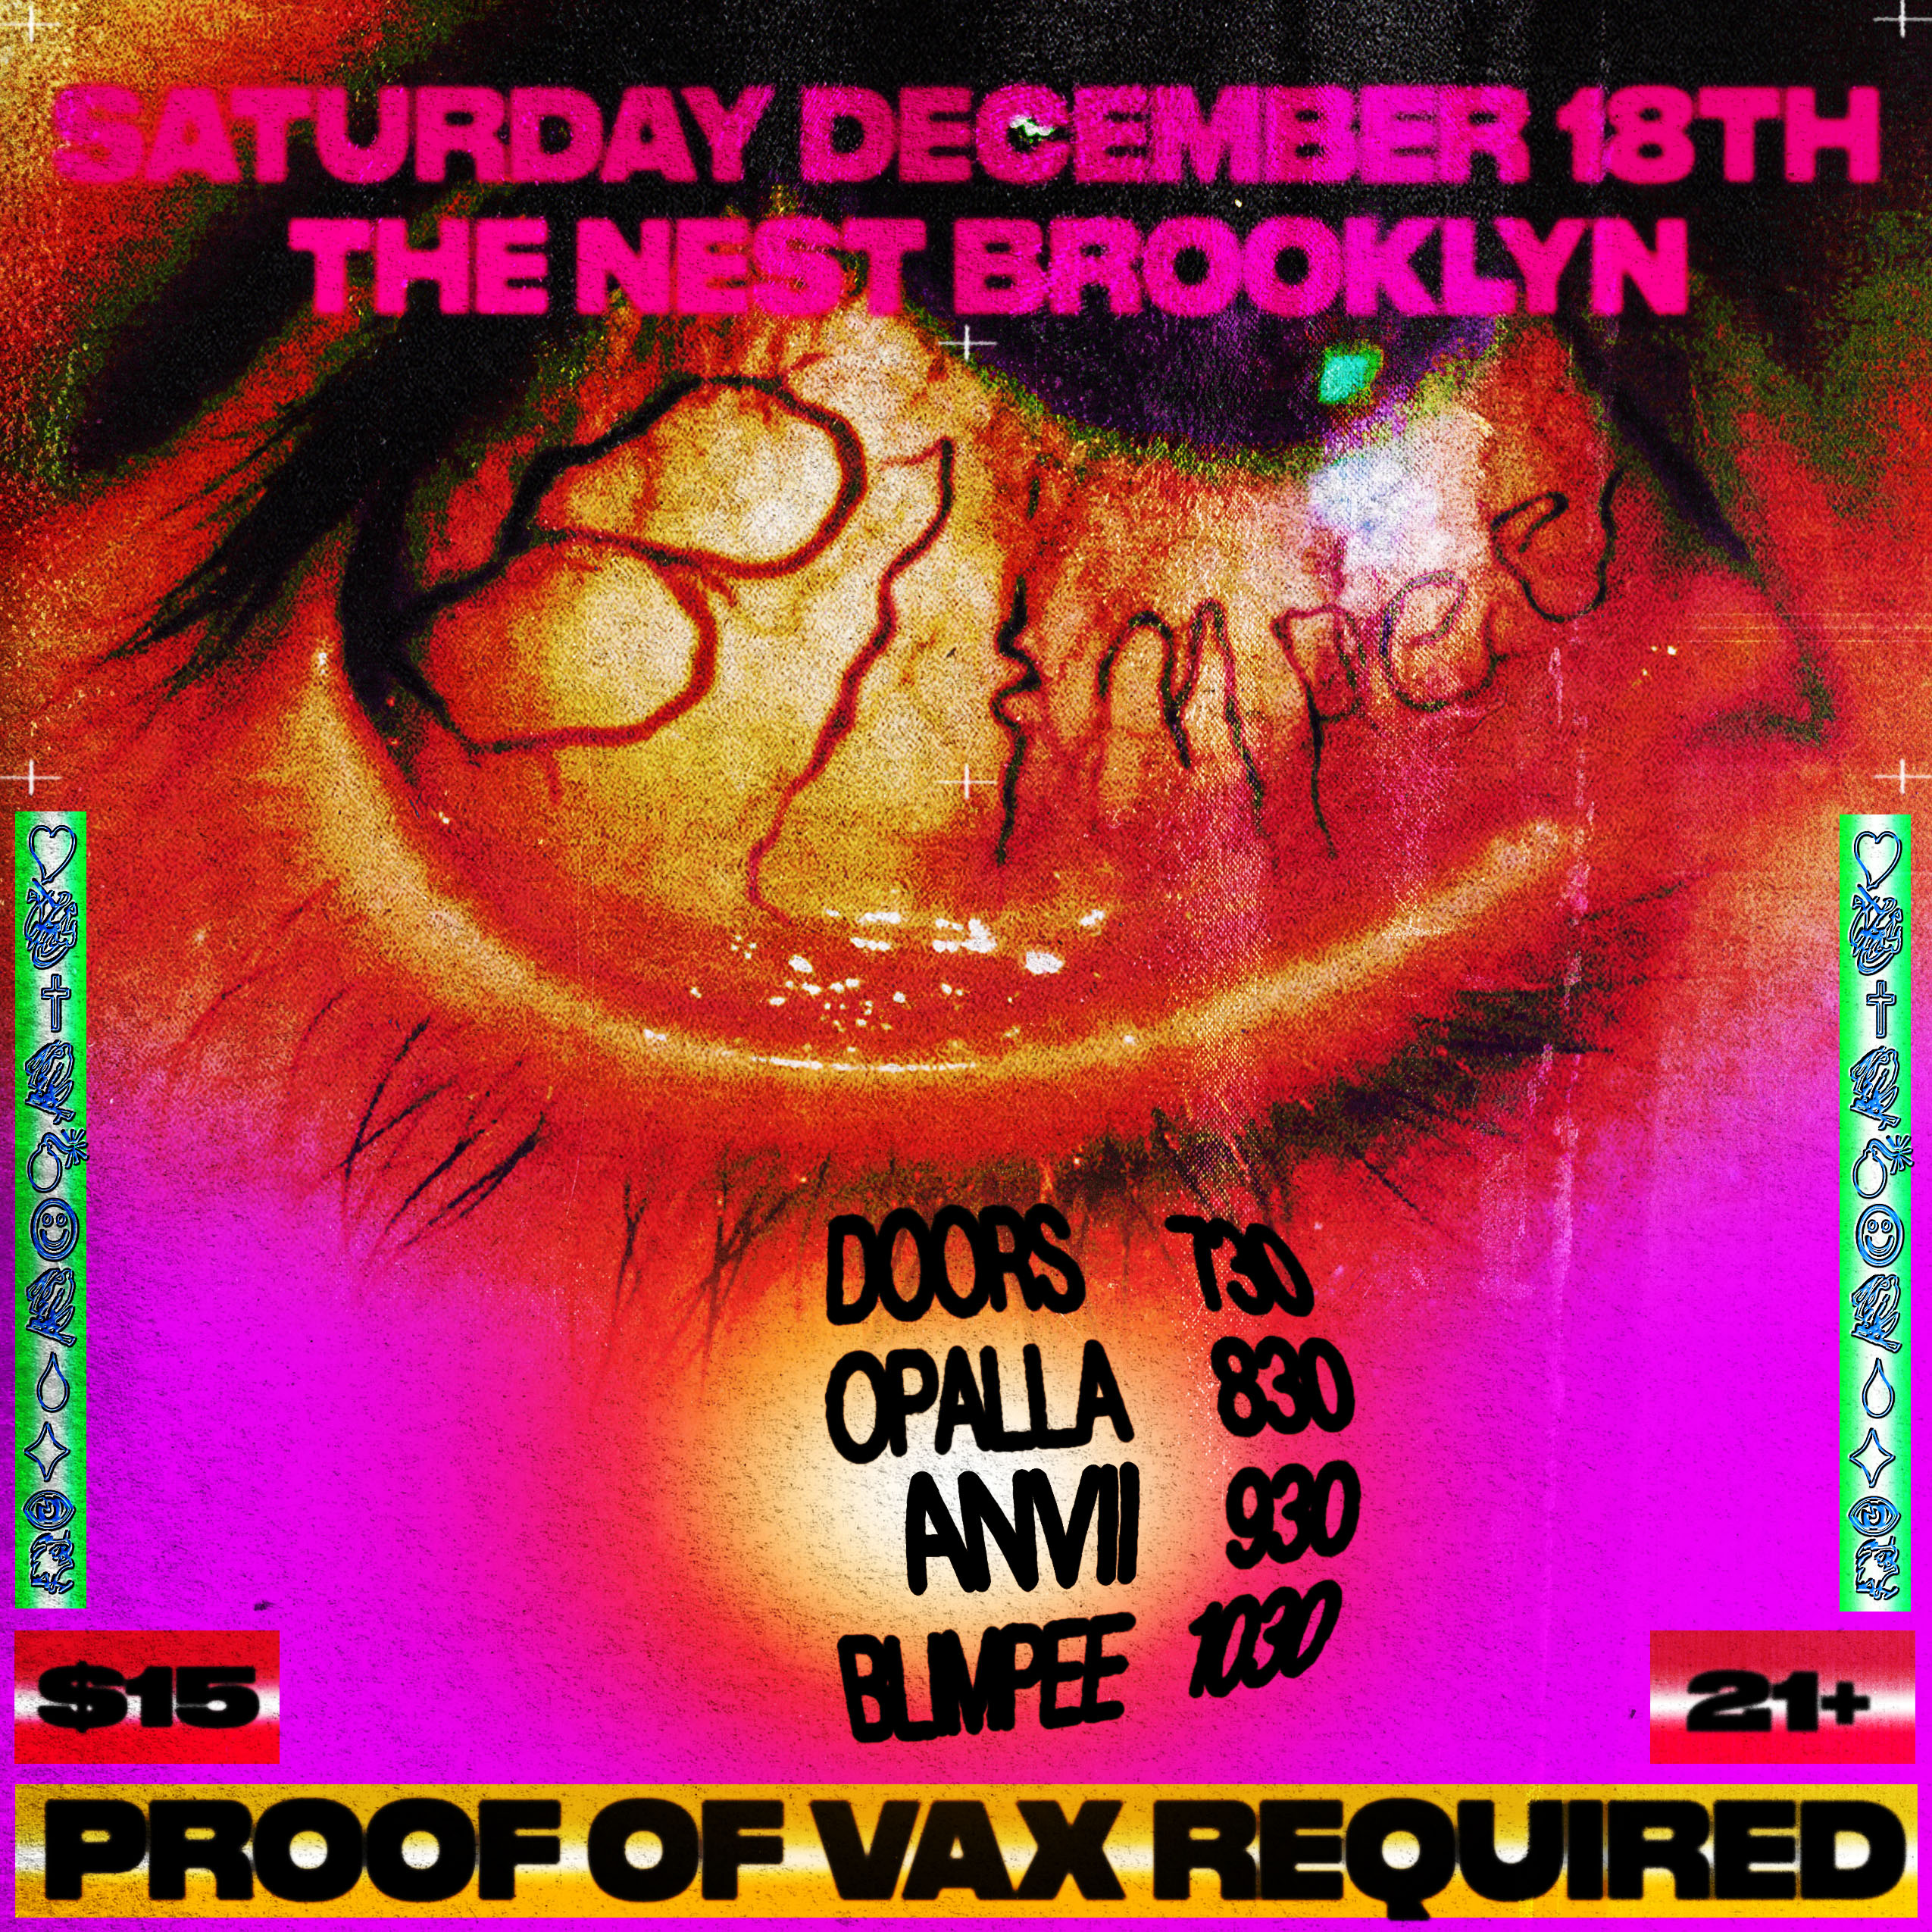 SATURDAY DECEMBER 18TH
THE NEST BROOKLYN
Blimpee
DOORS 730
OPALLA 830
ANVII 930
BLIMPEE 1030
$15
21+
PROOF OF VAX REQUIRED